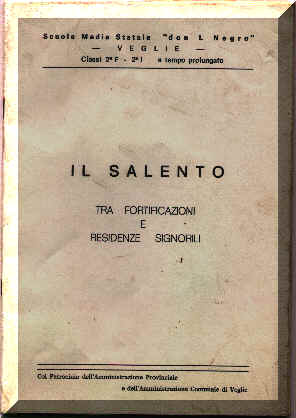 Scuola Media Statale "don I. Negro"
— VEGLIE —
Classi 2ª F - 2ª I a tempo prolungato
IL SALENTO
TRA FORTIFICAZIONI
E
RESIDENZE SIGNORILI
Col Patrocinio dell'Amministrazione Provinciale
e dell'Amministrazione Comunale di Veglie